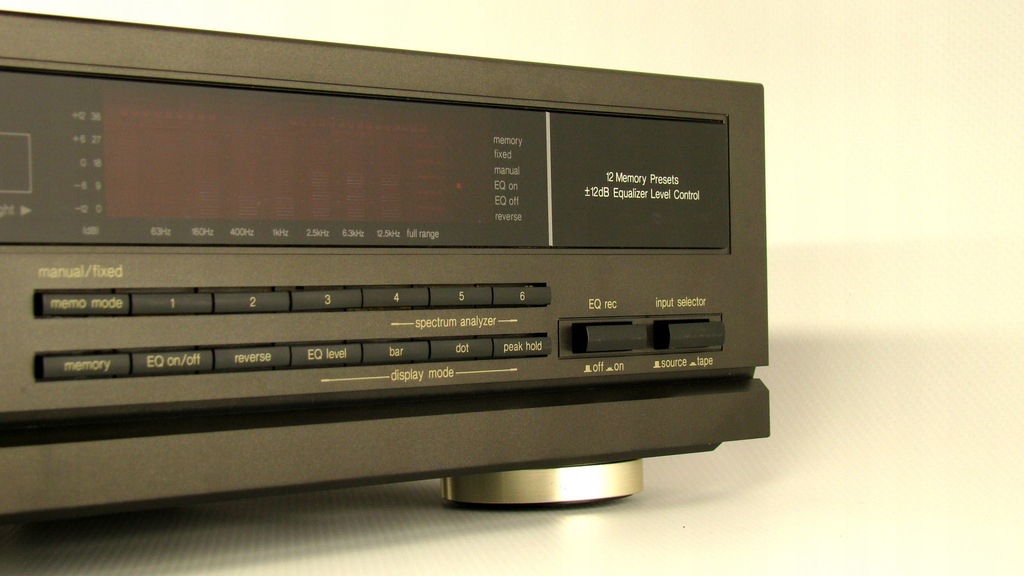 +12 36
+6 27
0 18
-6 9
-12 0
(dB)
63Hz 160Hz 400Hz 1kHz 2.5kHz 6.3kHz 12.5kHz full range
memory
fixed
manual
EQ on
EQ off
reverse
12 Memory Presets
±12dB Equalizer Level Control
manual/fixed
memo mode 1 2 3 4 5 6
spectrum analyzer
memory EQ on/off reverse EQ level bar dot peak hold
display mode
EQ rec
input selector
off on
source tape